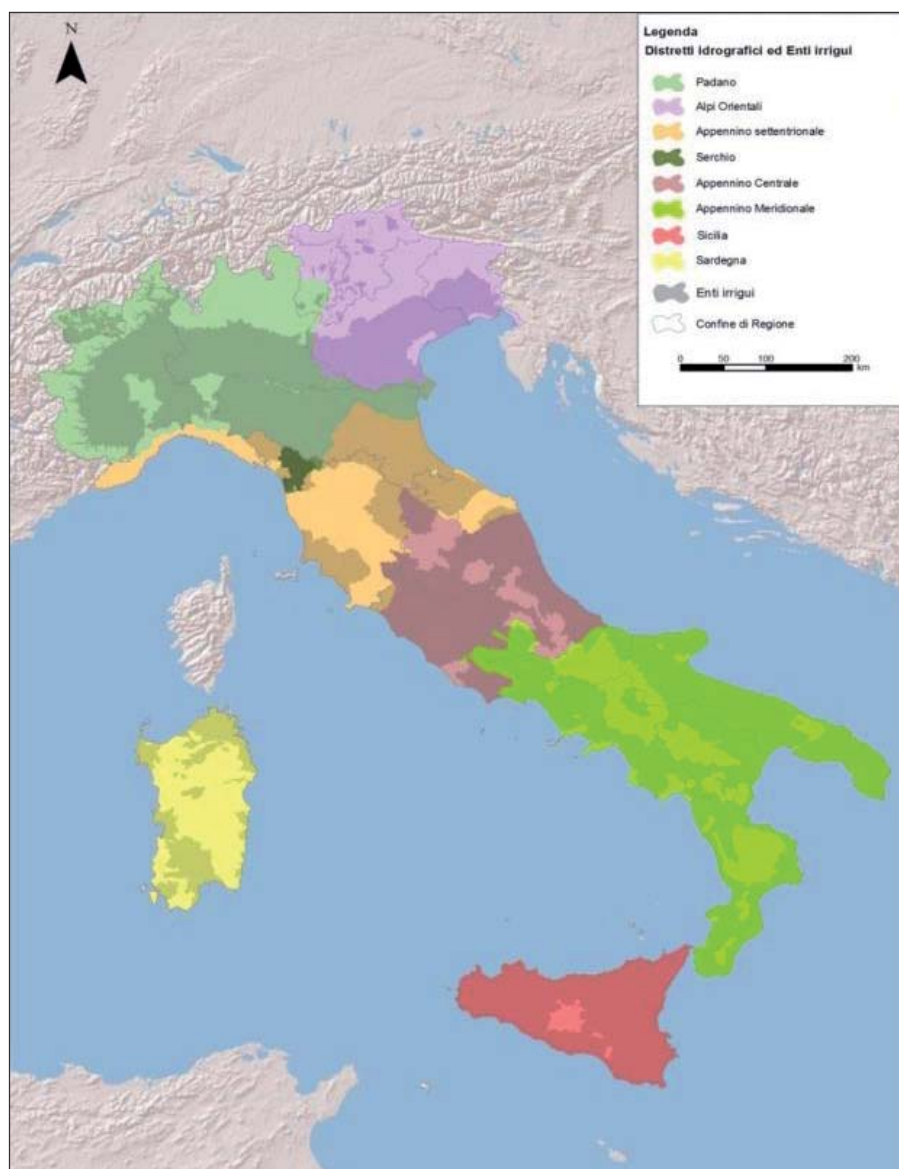 N
Legenda
Distretti idrografici ed Enti irrigui
Padano
Alpi Orientali
Appennino settentrionale
Serchio
Appennino Centrale
Appennino Meridionale
Sicilia
Sardegna
Enti irrigui
Confine di Regione
0 50 100 200
km